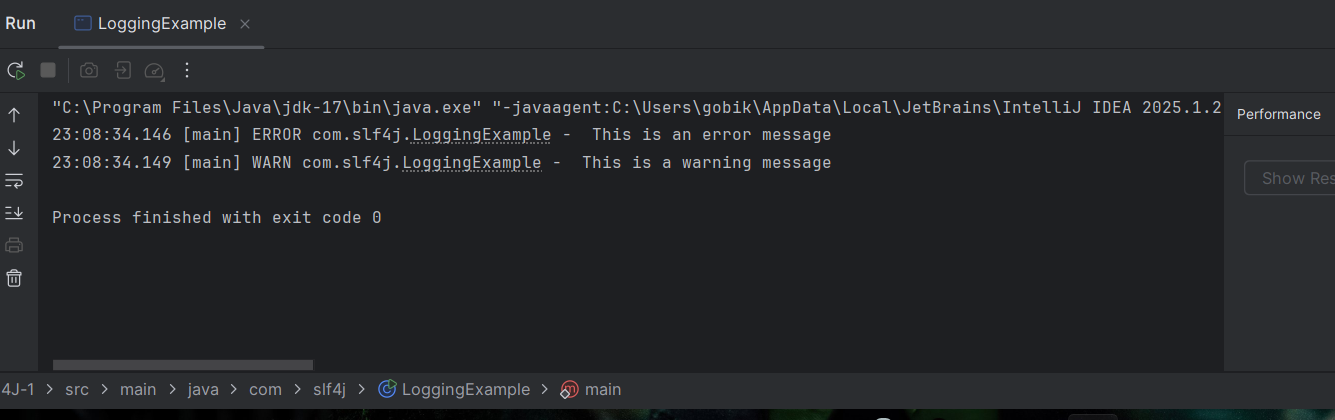 Run LoggingExample
"C:\Program Files\Java\jdk-17\bin\java.exe" "-javaagent:C:\Users\gobik\AppData\Local\JetBrains\IntelliJ IDEA 2025.1.2
23:08:34.146 [main] ERROR com.slf4j.LoggingExample -  This is an error message
23:08:34.149 [main] WARN com.slf4j.LoggingExample -  This is a warning message
Process finished with exit code 0
Performance
Show Res
4J-1 > src > main > java > com > slf4j > LoggingExample > main